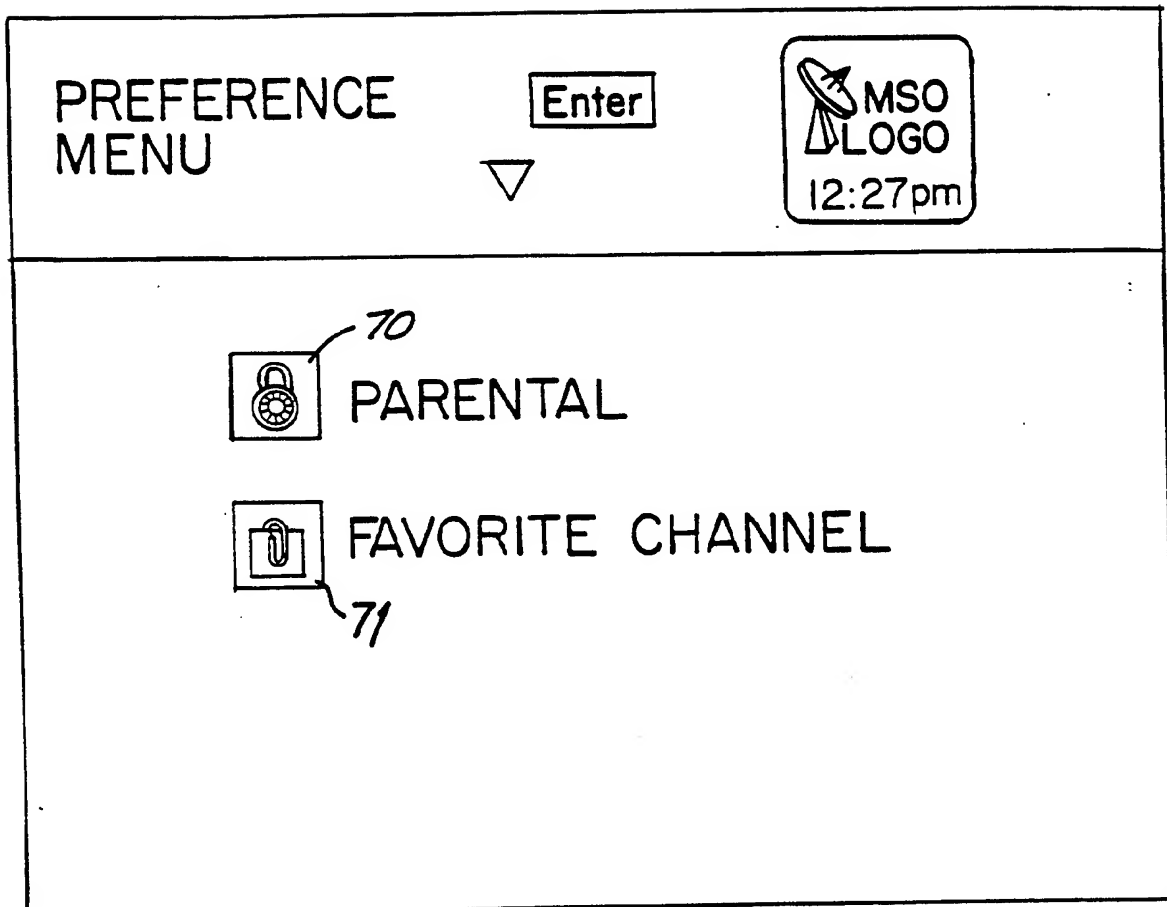 PREFERENCE
MENU
Enter
MSO
LOGO
12:27pm
70
PARENTAL
FAVORITE CHANNEL
71